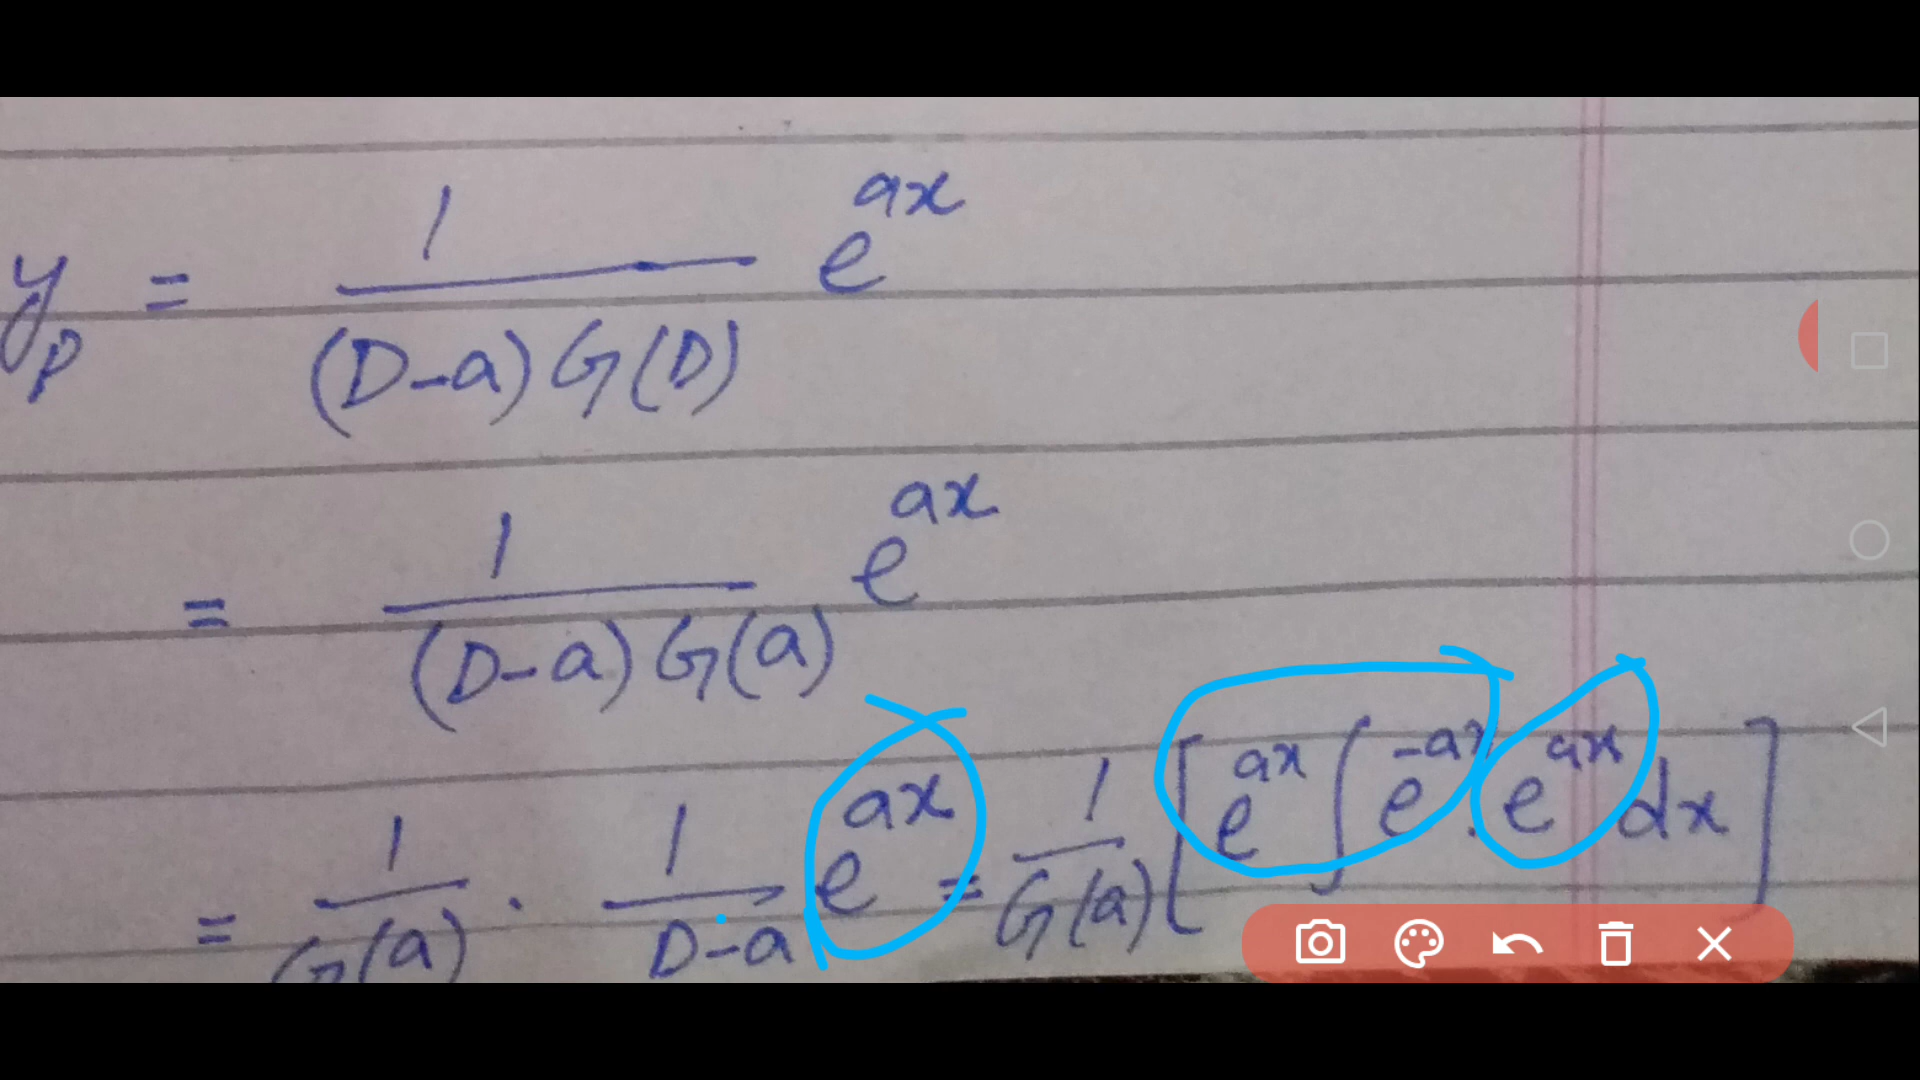 y_p = 1/((D-a) G(D)) e^{ax}
= 1/((D-a) G(a)) e^{ax}
= 1/G(a) · 1/(D-a) e^{ax} = 1/G(a) [e^{ax} ∫ e^{-ax} . e^{ax} dx]